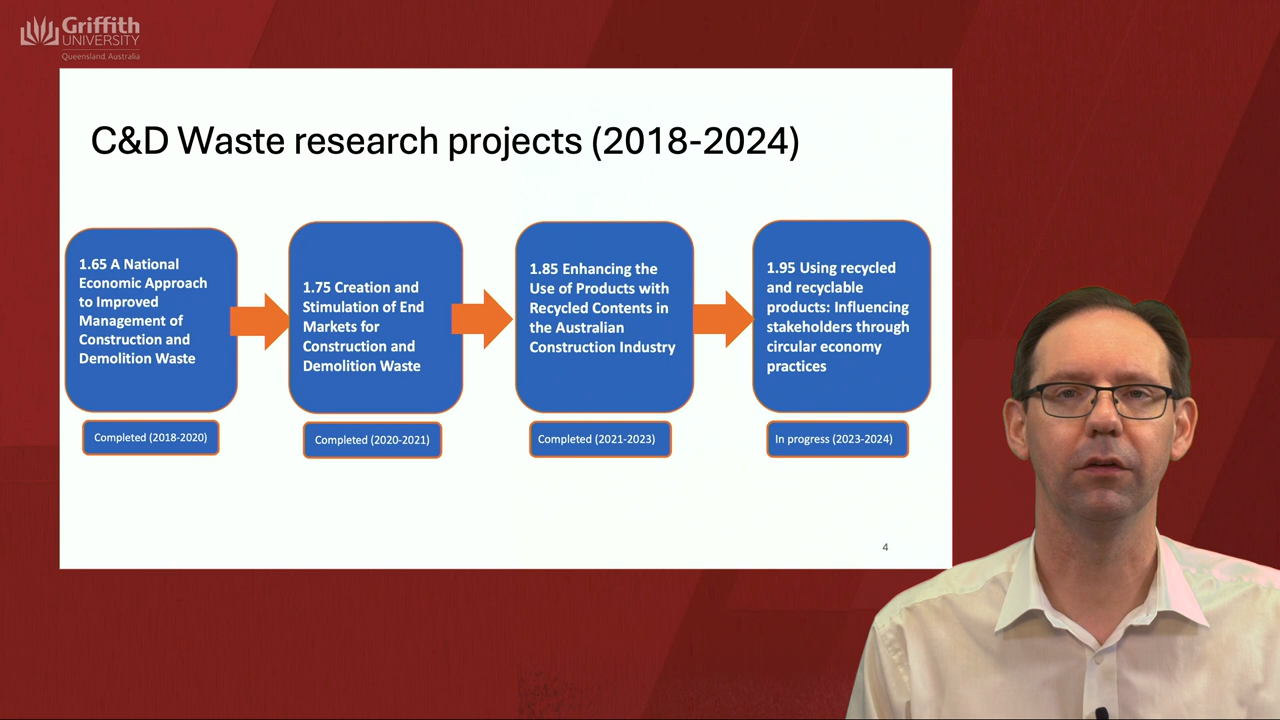 Griffith
UNIVERSITY
Queensland, Australia
C&D Waste research projects (2018-2024)
1.65 A National
Economic Approach
to Improved
Management of
Construction and
Demolition Waste
Completed (2018-2020)
1.75 Creation and
Stimulation of End
Markets for
Construction and
Demolition Waste
Completed (2020-2021)
1.85 Enhancing the
Use of Products with
Recycled Contents in
the Australian
Construction Industry
Completed (2021-2023)
1.95 Using recycled
and recyclable
products: Influencing
stakeholders through
circular economy
practices
In progress (2023-2024)
4